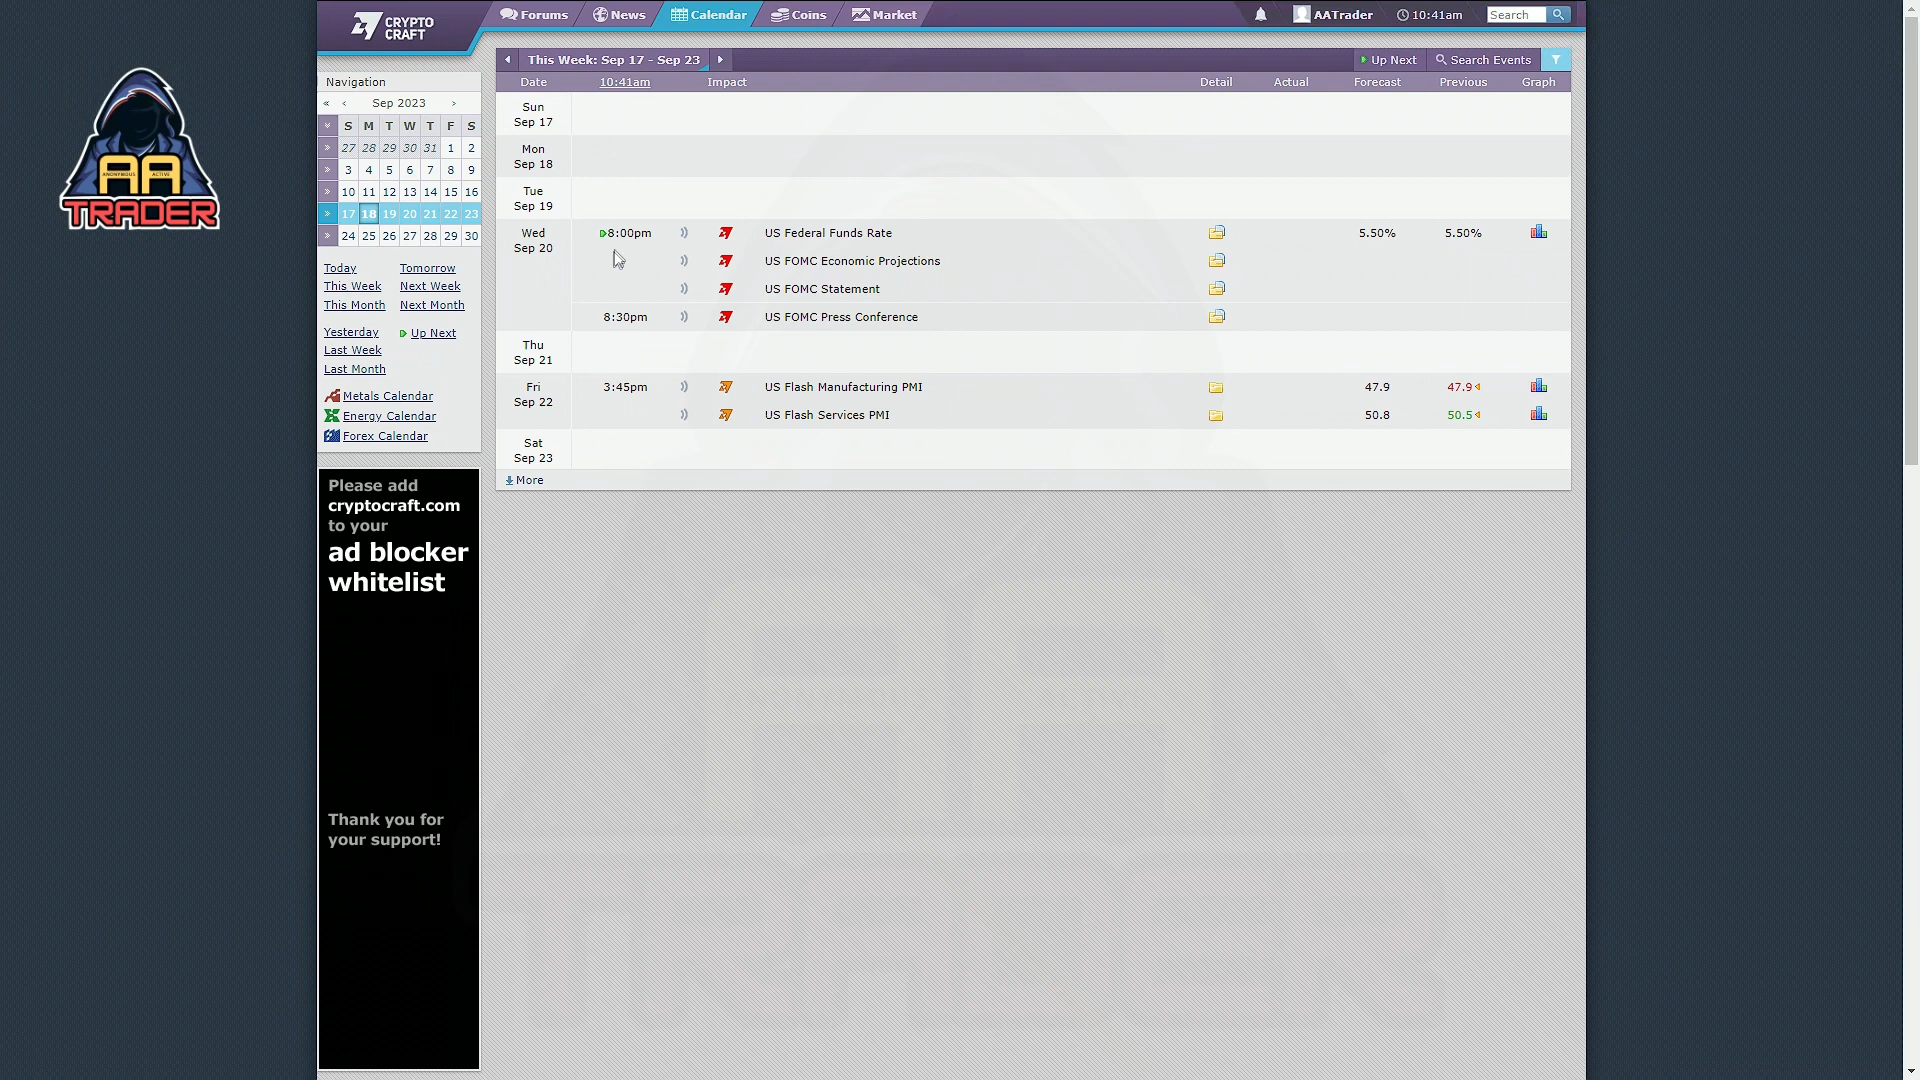 CRYPTO
CRAFT
Forums
News
Calendar
Coins
Market
AATrader
10:41am
Search
AA
ANONYMOUS
ACTIVE
TRADER
Navigation
« ‹ Sep 2023 ›
S M T W T F S
27 28 29 30 31 1 2
3 4 5 6 7 8 9
10 11 12 13 14 15 16
17 18 19 20 21 22 23
24 25 26 27 28 29 30
Today Tomorrow
This Week Next Week
This Month Next Month
Yesterday Up Next
Last Week
Last Month
Metals Calendar
Energy Calendar
Forex Calendar
Please add
cryptocraft.com
to your
ad blocker
whitelist
Thank you for
your support!
This Week: Sep 17 - Sep 23
Up Next
Search Events
Date 10:41am Impact Detail Actual Forecast Previous Graph
Sun
Sep 17
Mon
Sep 18
Tue
Sep 19
Wed
Sep 20
8:00pm US Federal Funds Rate 5.50% 5.50%
US FOMC Economic Projections
US FOMC Statement
8:30pm US FOMC Press Conference
Thu
Sep 21
Fri
Sep 22
3:45pm US Flash Manufacturing PMI 47.9 47.9
US Flash Services PMI 50.8 50.5
Sat
Sep 23
More